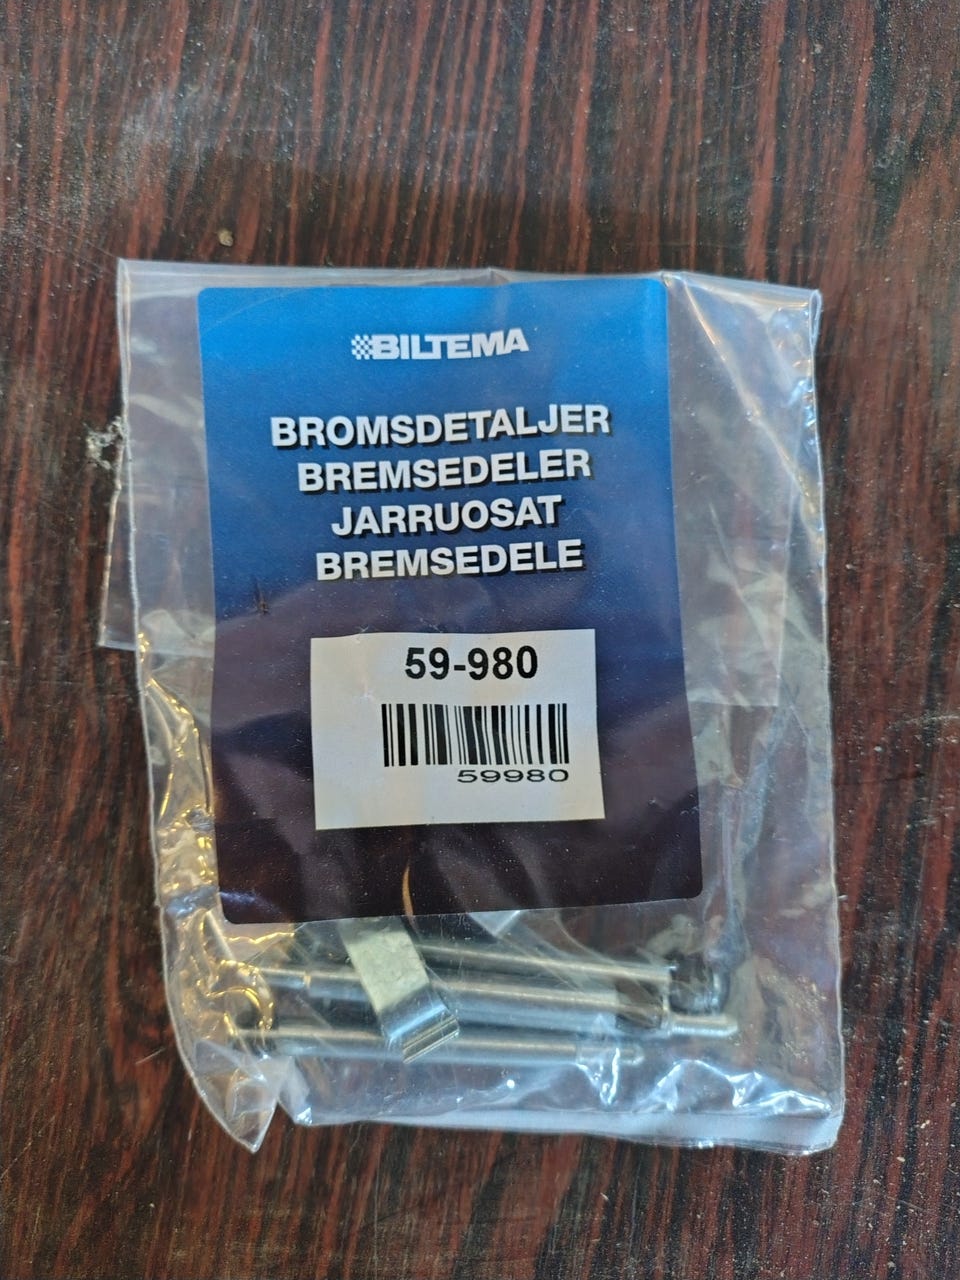 BILTEMA
BROMSDETALJER
BREMSEDELER
JARRUOSAT
BREMSEDELE
59-980
59980